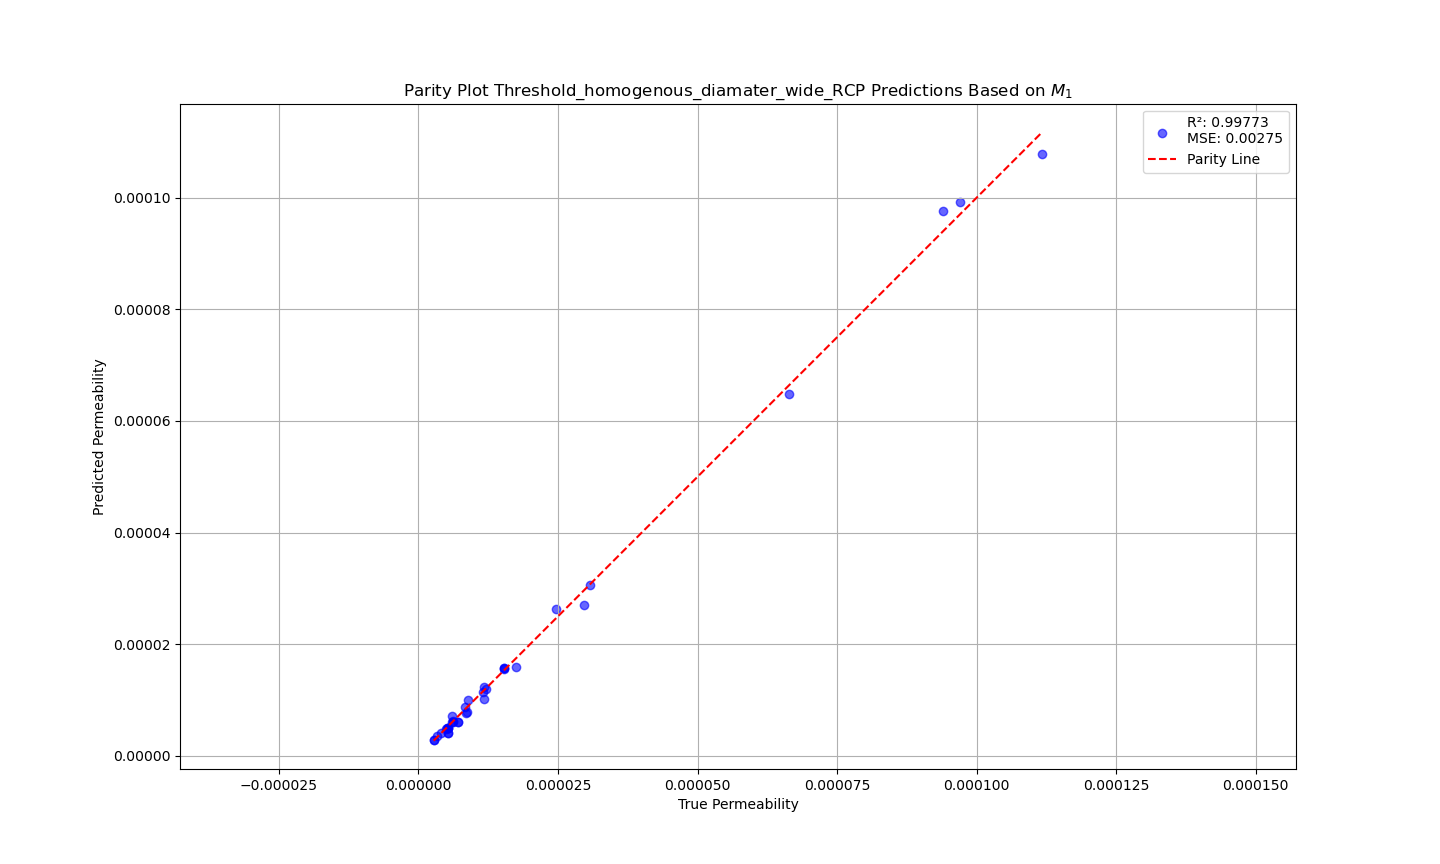 Parity Plot Threshold_homogenous_diamater_wide_RCP Predictions Based on M₁
R²: 0.99773
MSE: 0.00275
Parity Line
0.00010
0.00008
0.00006
0.00004
0.00002
0.00000
Predicted Permeability
−0.000025
0.000000
0.000025
0.000050
0.000075
0.000100
0.000125
0.000150
True Permeability